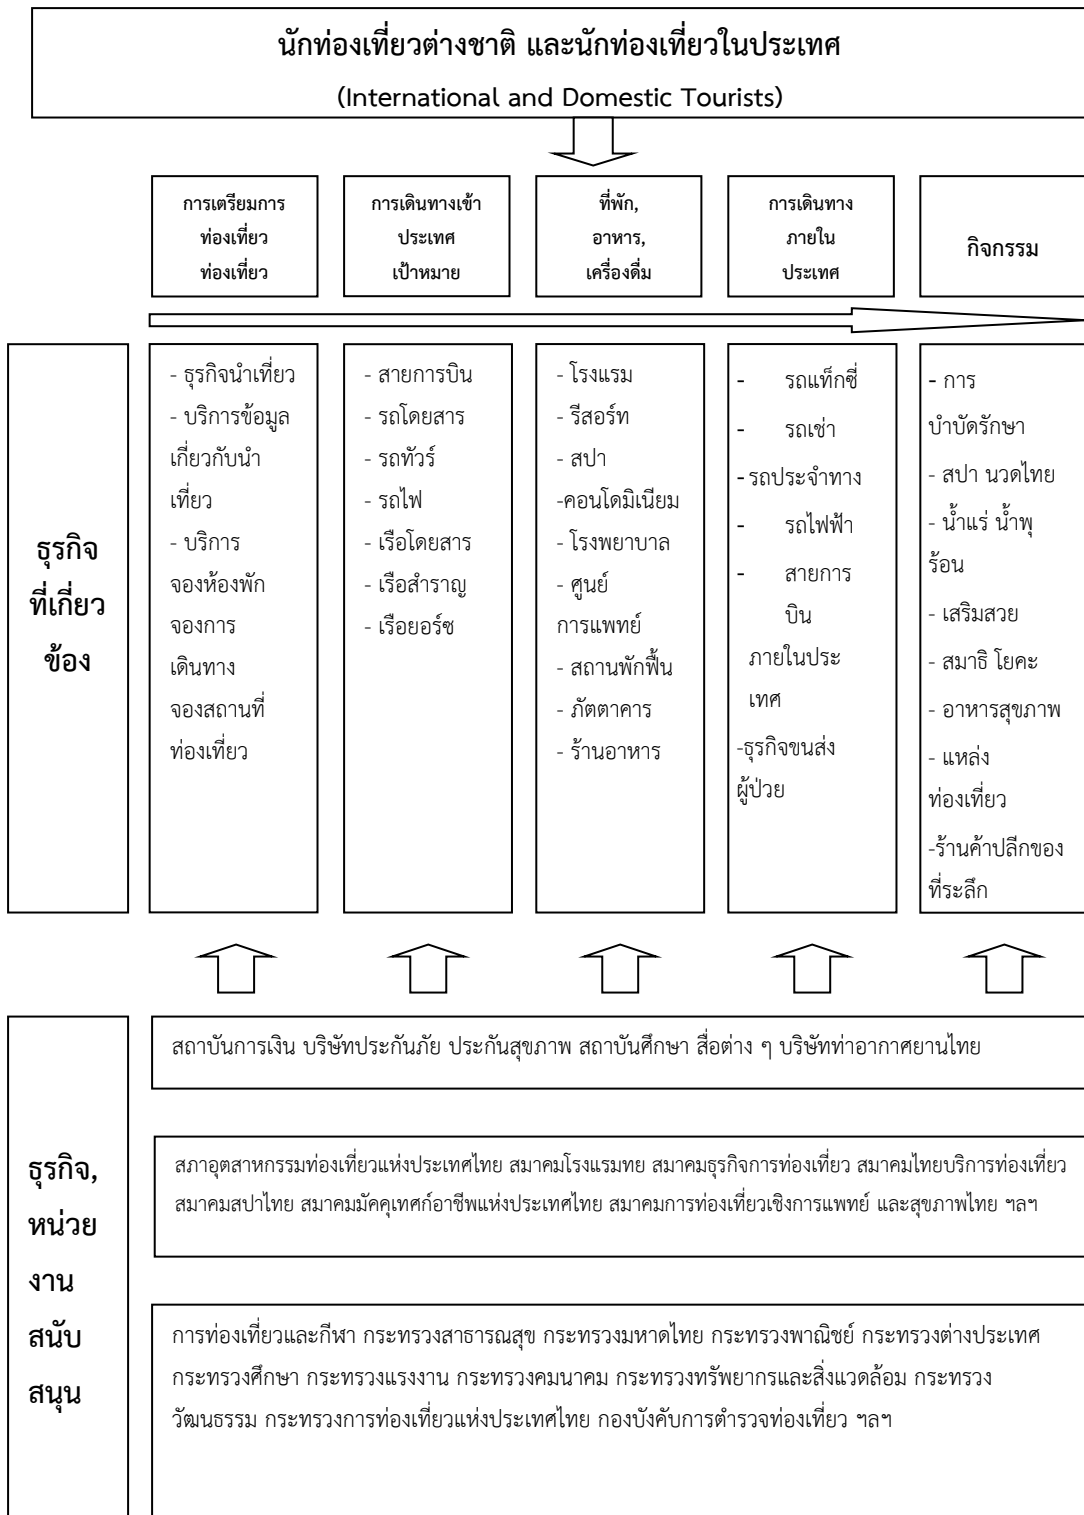 นักท่องเที่ยวต่างชาติ และนักท่องเที่ยวในประเทศ
(International and Domestic Tourists)
การเตรียมการ
ท่องเที่ยว
ท่องเที่ยว
การเดินทางเข้า
ประเทศ
เป้าหมาย
ที่พัก,
อาหาร,
เครื่องดื่ม
การเดินทาง
ภายใน
ประเทศ
กิจกรรม
ธุรกิจ
ที่เกี่ยว
ข้อง
- ธุรกิจนำเที่ยว
- บริการข้อมูล
เกี่ยวกับนำ
เที่ยว
- บริการ
จองห้องพัก
จองการ
เดินทาง
จองสถานที่
ท่องเที่ยว
- สายการบิน
- รถโดยสาร
- รถทัวร์
- รถไฟ
- เรือโดยสาร
- เรือสำราญ
- เรือยอร์ซ
- โรงแรม
- รีสอร์ท
- สปา
-คอนโดมิเนียม
- โรงพยาบาล
- ศูนย์
การแพทย์
- สถานพักฟื้น
- ภัตตาคาร
- ร้านอาหาร
- รถแท็กซี่
- รถเช่า
- รถประจำทาง
- รถไฟฟ้า
- สายการ
บิน
ภายในประ
เทศ
-ธุรกิจขนส่ง
ผู้ป่วย
- การ
บำบัดรักษา
- สปา นวดไทย
- น้ำแร่ น้ำพุ
ร้อน
- เสริมสวย
- สมาธิ โยคะ
- อาหารสุขภาพ
- แหล่ง
ท่องเที่ยว
-ร้านค้าปลีกของ
ที่ระลึก
ธุรกิจ,
หน่วย
งาน
สนับ
สนุน
สถาบันการเงิน บริษัทประกันภัย ประกันสุขภาพ สถาบันศึกษา สื่อต่าง ๆ บริษัทท่าอากาศยานไทย
สภาอุตสาหกรรมท่องเที่ยวแห่งประเทศไทย สมาคมโรงแรมทย สมาคมธุรกิจการท่องเที่ยว สมาคมไทยบริการท่องเที่ยว
สมาคมสปาไทย สมาคมมัคคุเทศก์อาชีพแห่งประเทศไทย สมาคมการท่องเที่ยวเชิงการแพทย์ และสุขภาพไทย ฯลฯ
การท่องเที่ยวและกีฬา กระทรวงสาธารณสุข กระทรวงมหาดไทย กระทรวงพาณิชย์ กระทรวงต่างประเทศ
กระทรวงศึกษา กระทรวงแรงงาน กระทรวงคมนาคม กระทรวงทรัพยากรและสิ่งแวดล้อม กระทรวง
วัฒนธรรม กระทรวงการท่องเที่ยวแห่งประเทศไทย กองบังคับการตำรวจท่องเที่ยว ฯลฯ